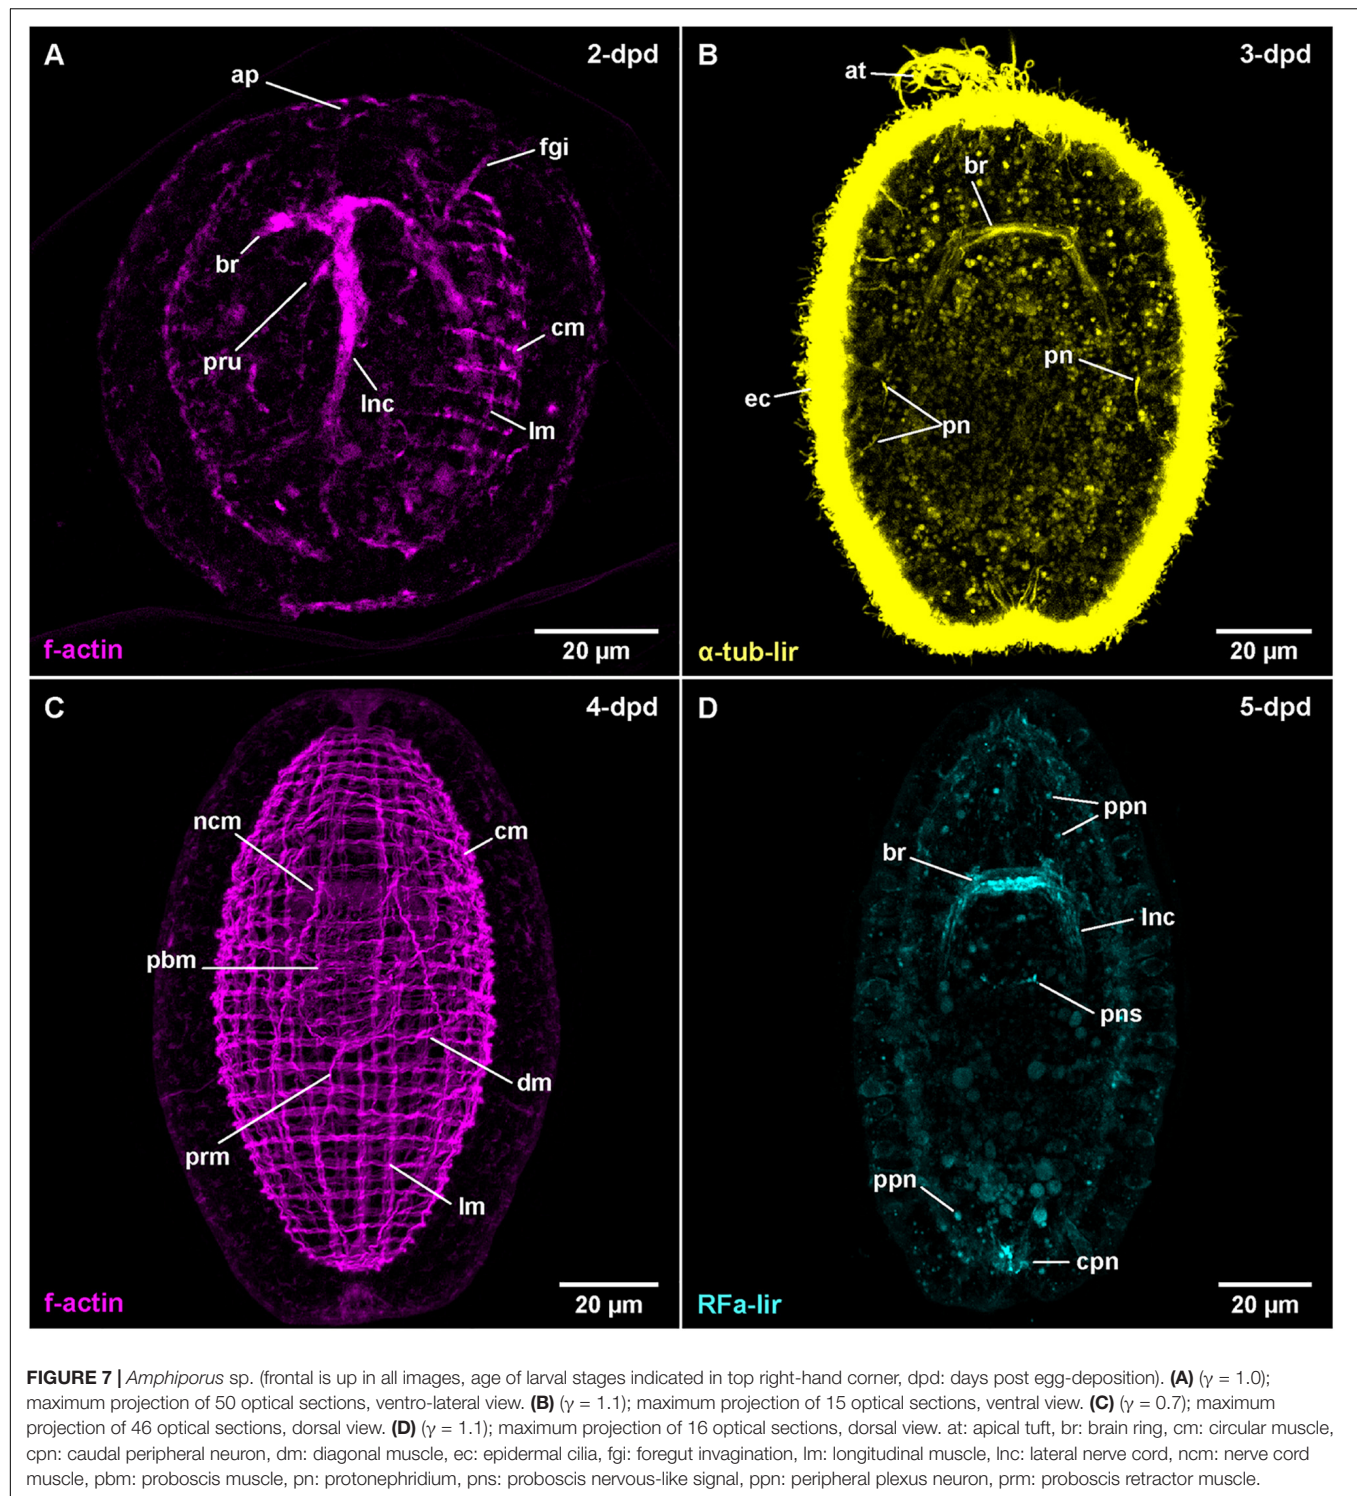 A
2-dpd
ap
fgi
br
pru
cm
lnc
lm
f-actin
20 µm
B
3-dpd
at
br
pn
ec
pn
α-tub-lir
20 µm
C
4-dpd
ncm
cm
pbm
dm
prm
lm
f-actin
20 µm
D
5-dpd
ppn
br
lnc
pns
ppn
cpn
RFa-lir
20 µm
FIGURE 7 | Amphiporus sp. (frontal is up in all images, age of larval stages indicated in top right-hand corner, dpd: days post egg-deposition). (A) (γ = 1.0);
maximum projection of 50 optical sections, ventro-lateral view. (B) (γ = 1.1); maximum projection of 15 optical sections, ventral view. (C) (γ = 0.7); maximum
projection of 46 optical sections, dorsal view. (D) (γ = 1.1); maximum projection of 16 optical sections, dorsal view. at: apical tuft, br: brain ring, cm: circular muscle,
cpn: caudal peripheral neuron, dm: diagonal muscle, ec: epidermal cilia, fgi: foregut invagination, lm: longitudinal muscle, lnc: lateral nerve cord, ncm: nerve cord
muscle, pbm: proboscis muscle, pn: protonephridium, pns: proboscis nervous-like signal, ppn: peripheral plexus neuron, prm: proboscis retractor muscle.